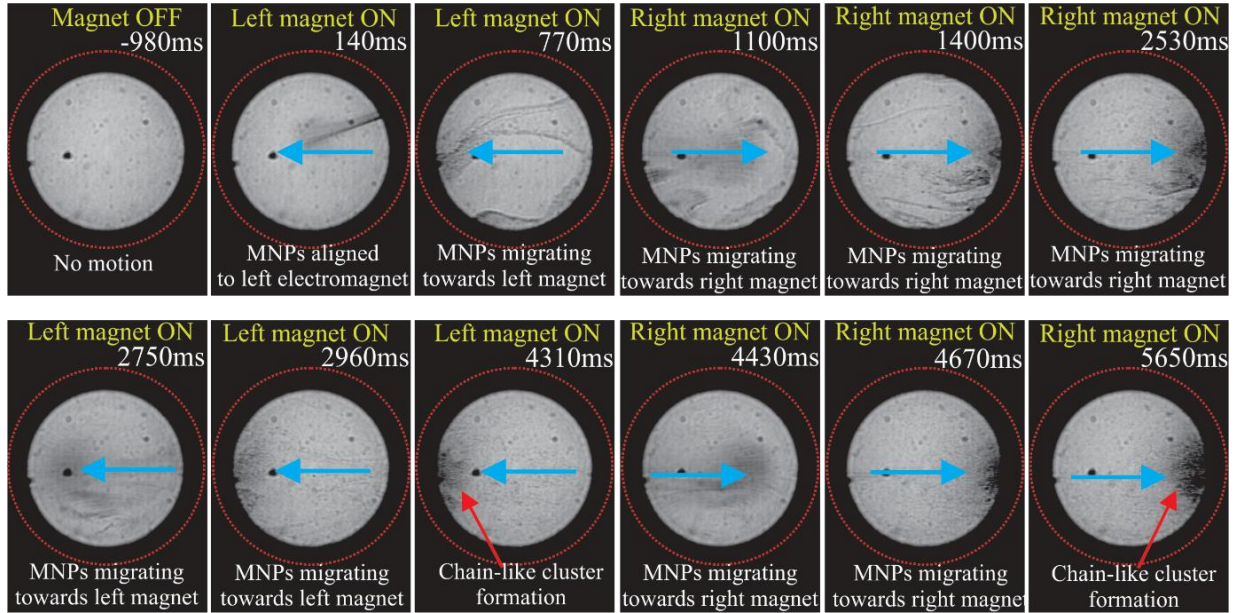 Magnet OFF
-980ms
No motion
Left magnet ON
140ms
MNPs aligned
to left electromagnet
Left magnet ON
770ms
MNPs migrating
towards left magnet
Right magnet ON
1100ms
MNPs migrating
towards right magnet
Right magnet ON
1400ms
MNPs migrating
towards right magnet
Right magnet ON
2530ms
MNPs migrating
towards right magnet
Left magnet ON
2750ms
MNPs migrating
towards left magnet
Left magnet ON
2960ms
MNPs migrating
towards left magnet
Left magnet ON
4310ms
Chain-like cluster
formation
Right magnet ON
4430ms
MNPs migrating
towards right magnet
Right magnet ON
4670ms
MNPs migrating
towards right magnet
Right magnet ON
5650ms
Chain-like cluster
formation